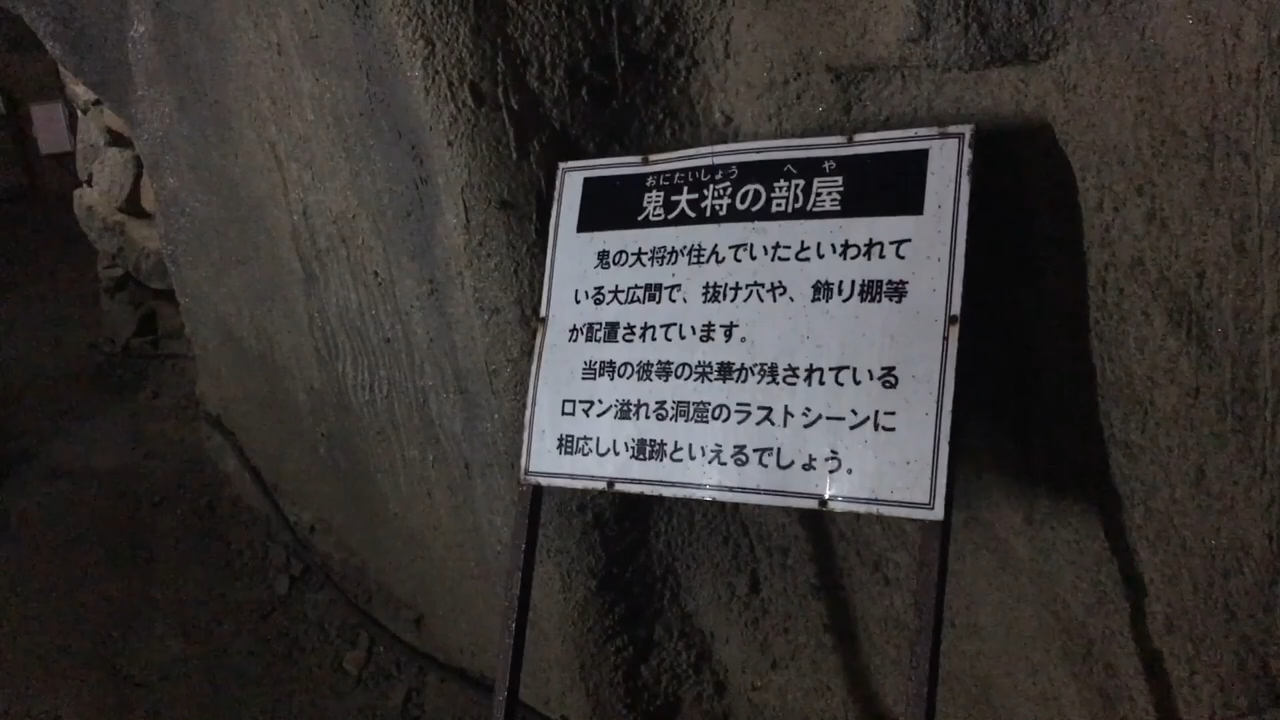 おにたいしょう へや
鬼大将の部屋
鬼の大将が住んでいたといわれて
いる大広間で、抜け穴や、飾り棚等
が配置されています。
当時の彼等の栄華が残されている
ロマン溢れる洞窟のラストシーンに
相応しい遺跡といえるでしょう。